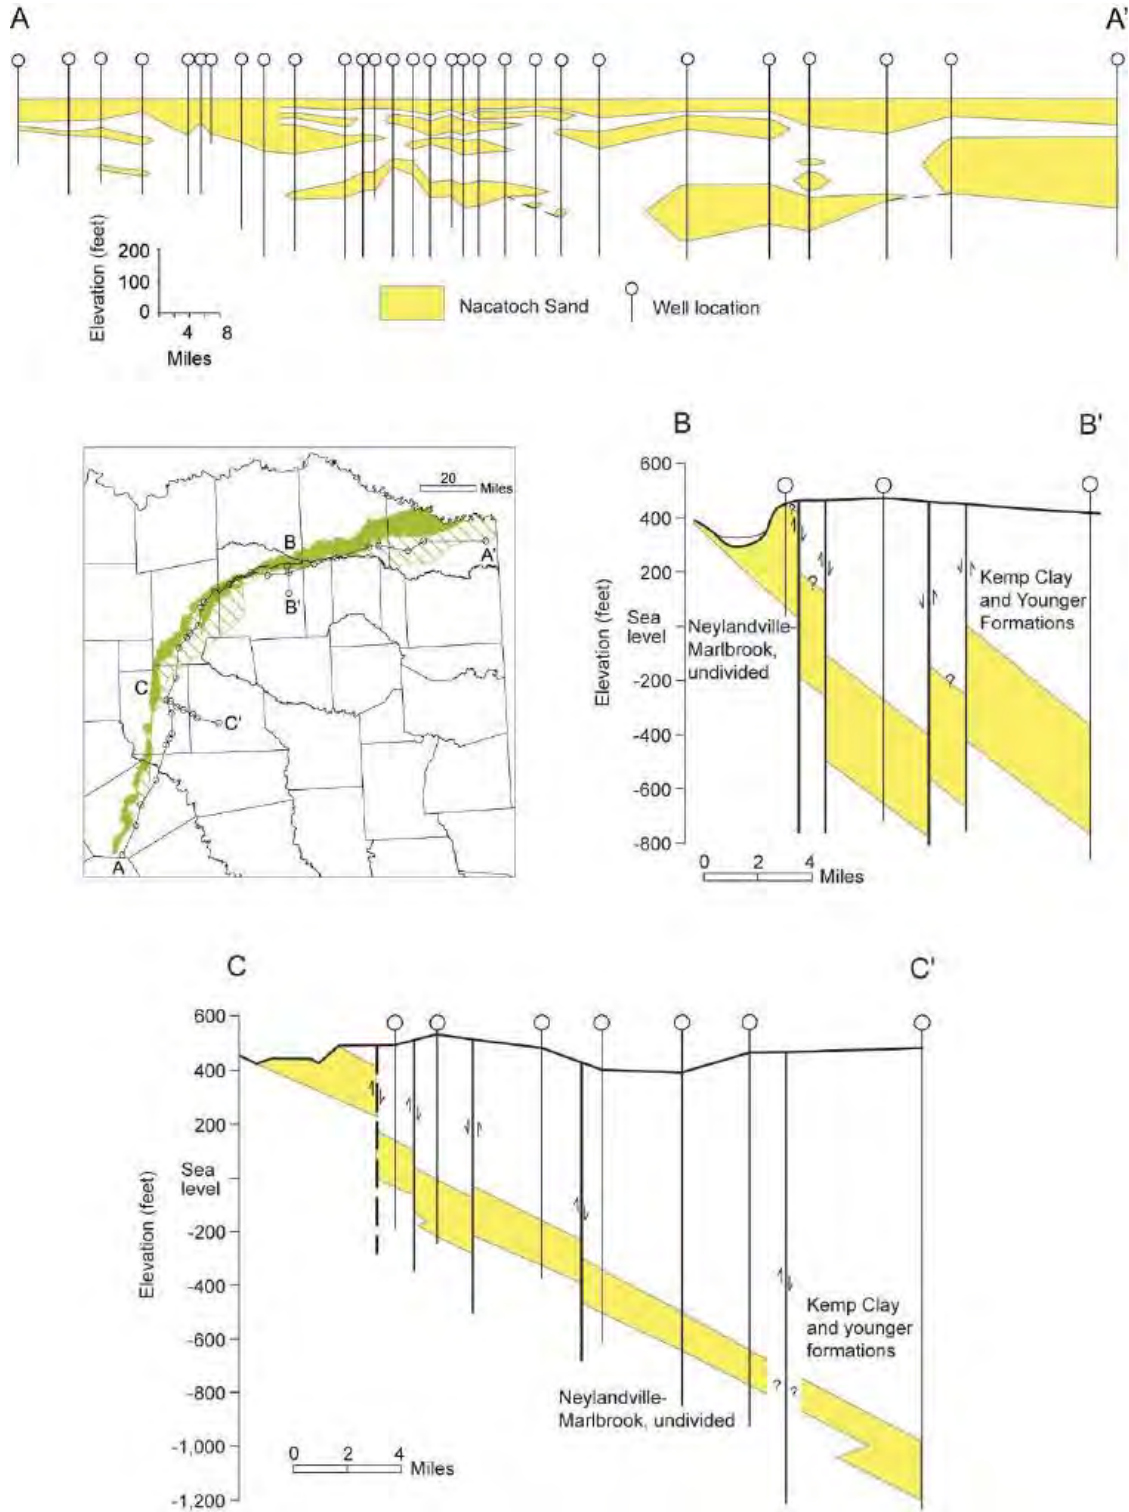 A A'
200
100
0
Elevation (feet)
4 8
Miles
Nacatoch Sand
Well location
20
Miles
B
A'
B'
C
C'
A
B B'
600
400
200
Sea
level
-200
-400
-600
-800
Elevation (feet)
?
?
?
Neylandville-
Marlbrook,
undivided
Kemp Clay
and Younger
Formations
0 2 4
Miles
C C'
600
400
200
Sea
level
-200
-400
-600
-800
-1,000
-1,200
Elevation (feet)
Kemp Clay
and younger
formations
? ?
Neylandville-
Marlbrook, undivided
0 2 4
Miles